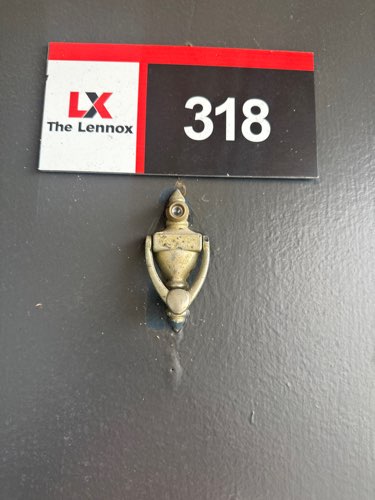 LX
The Lennox
318